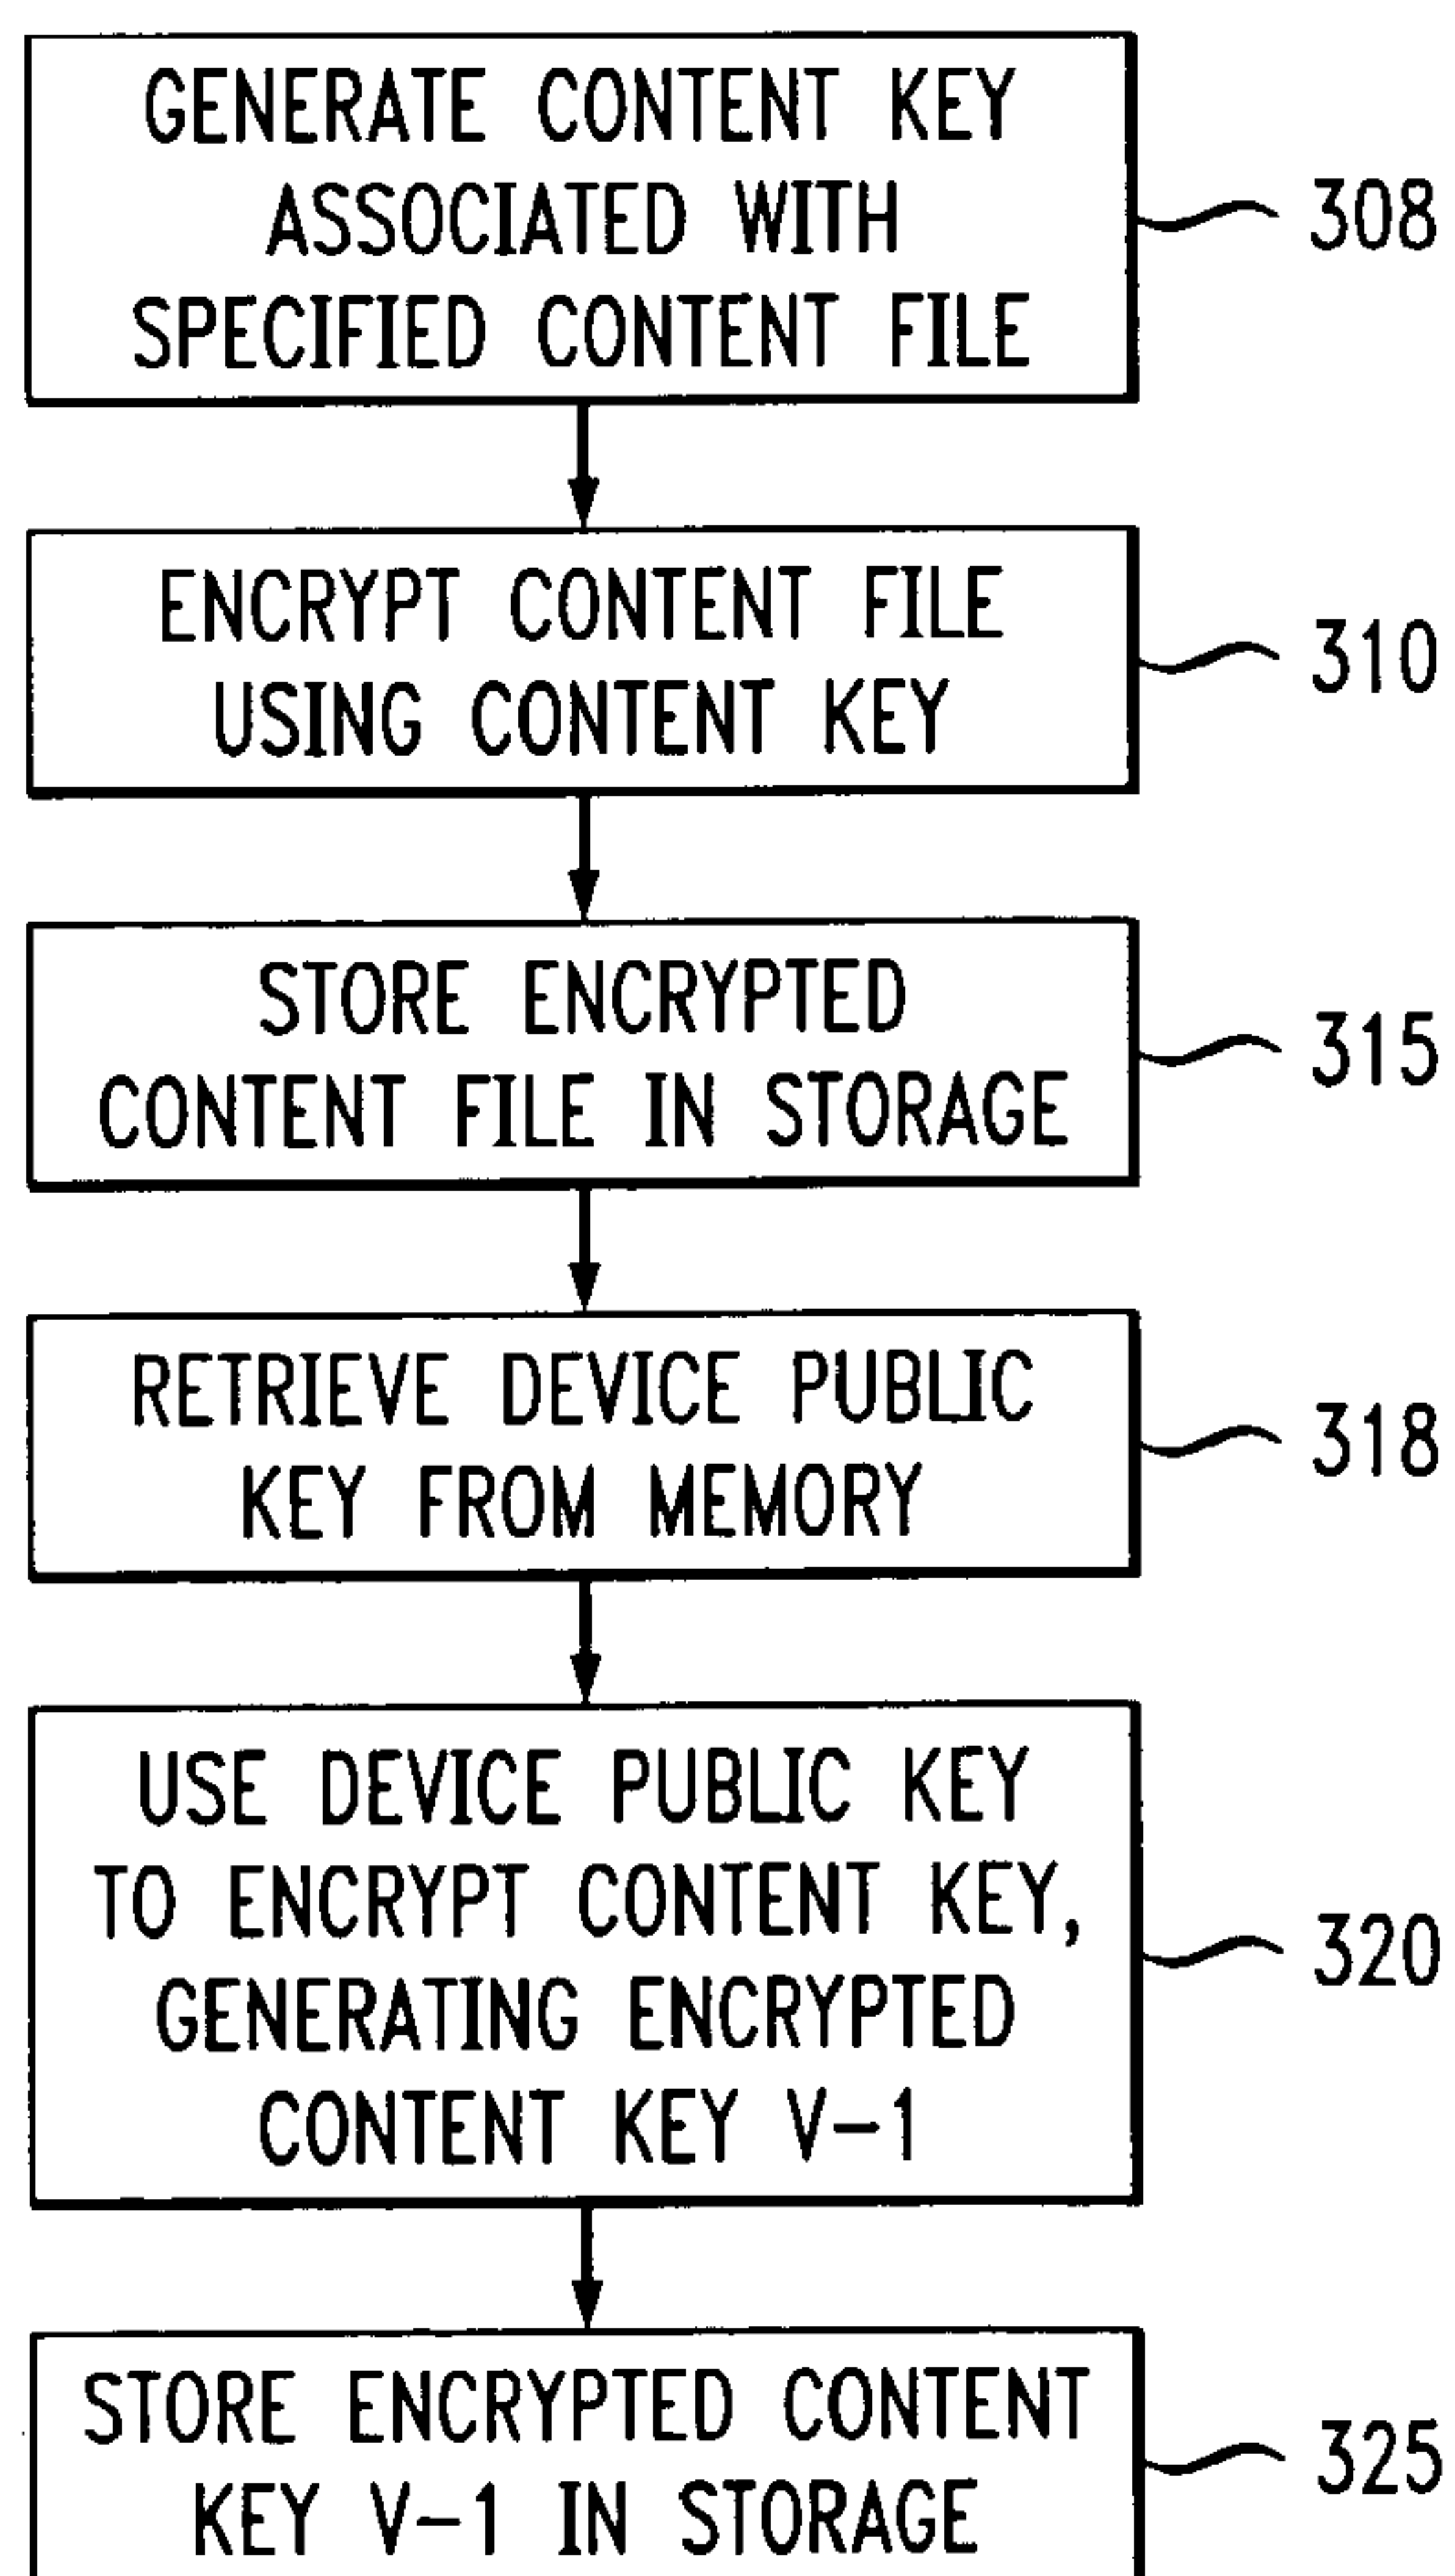 GENERATE CONTENT KEY
ASSOCIATED WITH
SPECIFIED CONTENT FILE
308
ENCRYPT CONTENT FILE
USING CONTENT KEY
310
STORE ENCRYPTED
CONTENT FILE IN STORAGE
315
RETRIEVE DEVICE PUBLIC
KEY FROM MEMORY
318
USE DEVICE PUBLIC KEY
TO ENCRYPT CONTENT KEY,
GENERATING ENCRYPTED
CONTENT KEY V-1
320
STORE ENCRYPTED CONTENT
KEY V-1 IN STORAGE
325